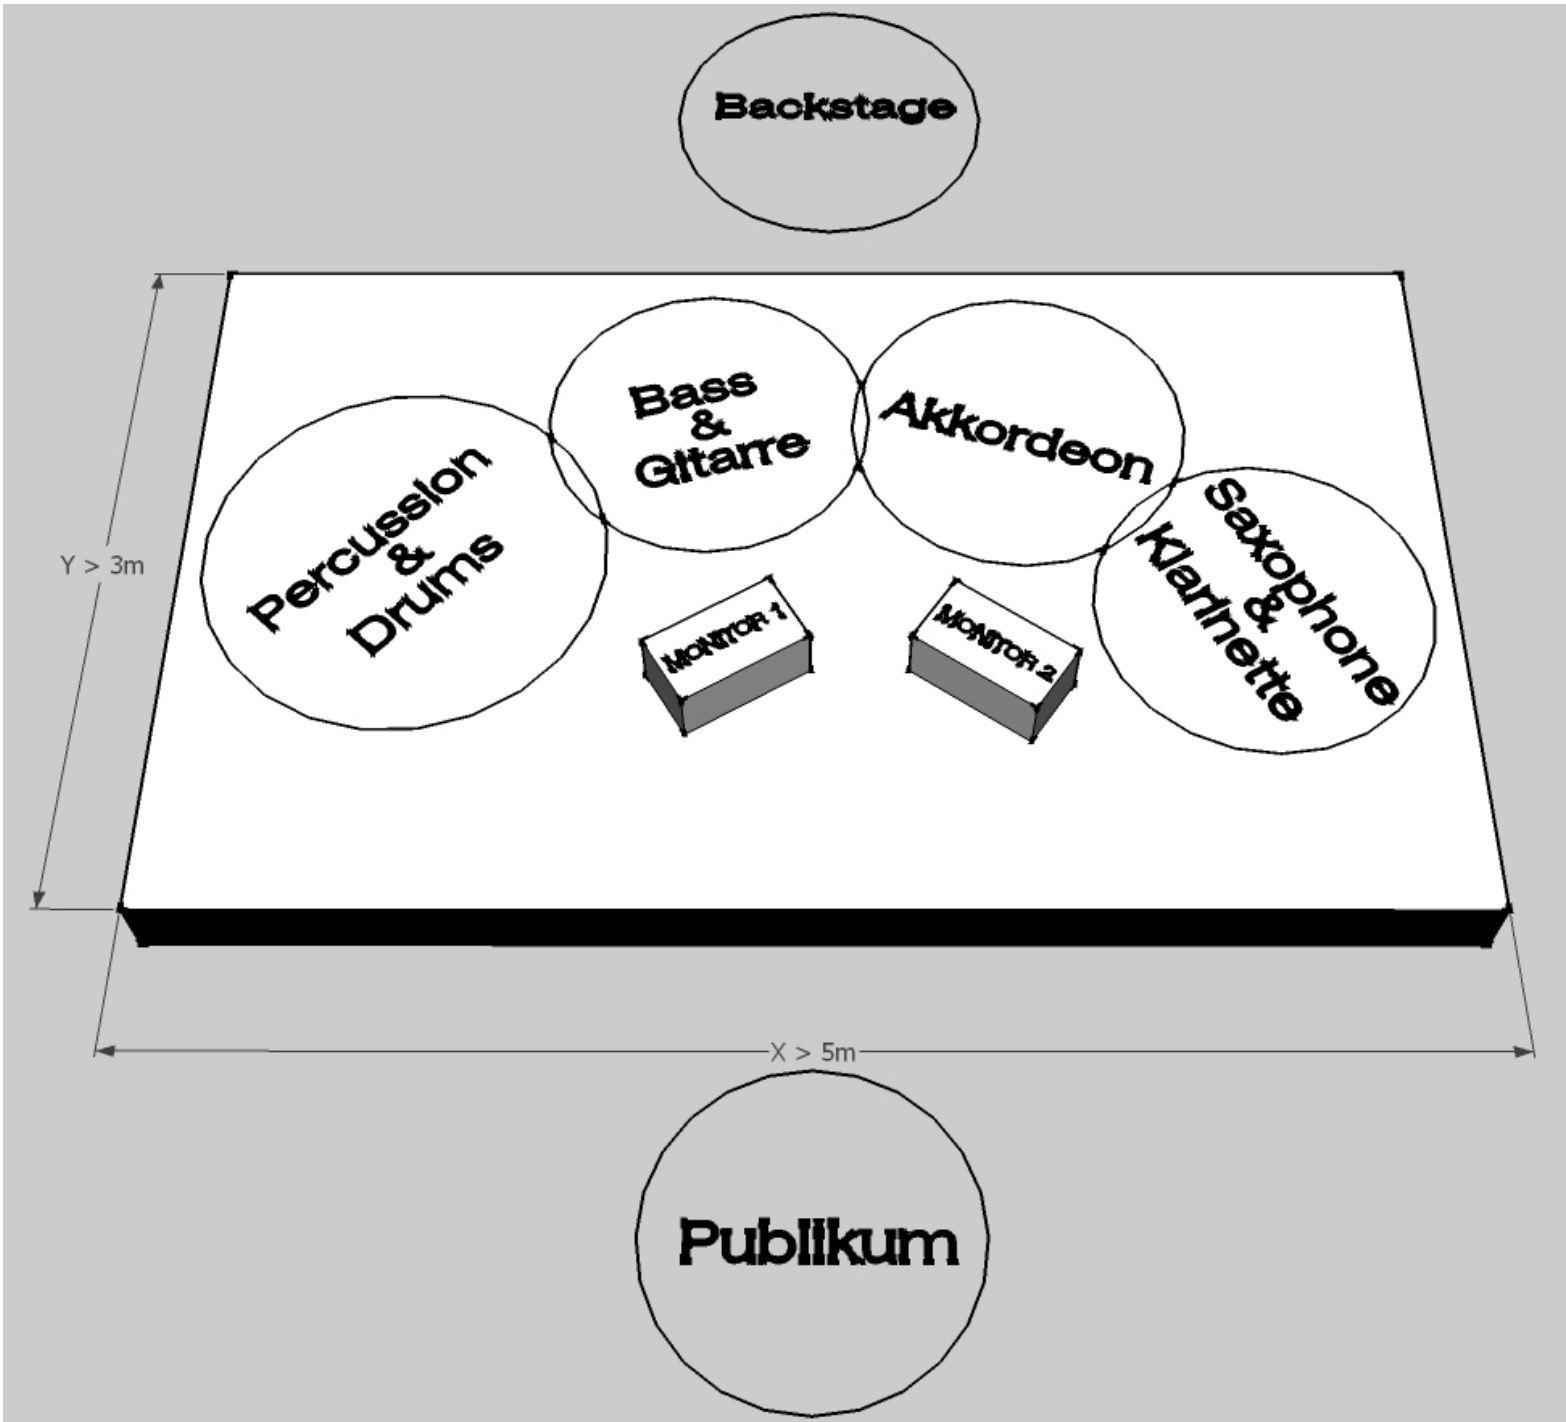 Backstage
Bass
&
Gitarre
Akkordeon
Percussion
&
Drums
Saxophone
&
Klarinette
Y > 3m
MONITOR 1
MONITOR 2
X > 5m
Publikum